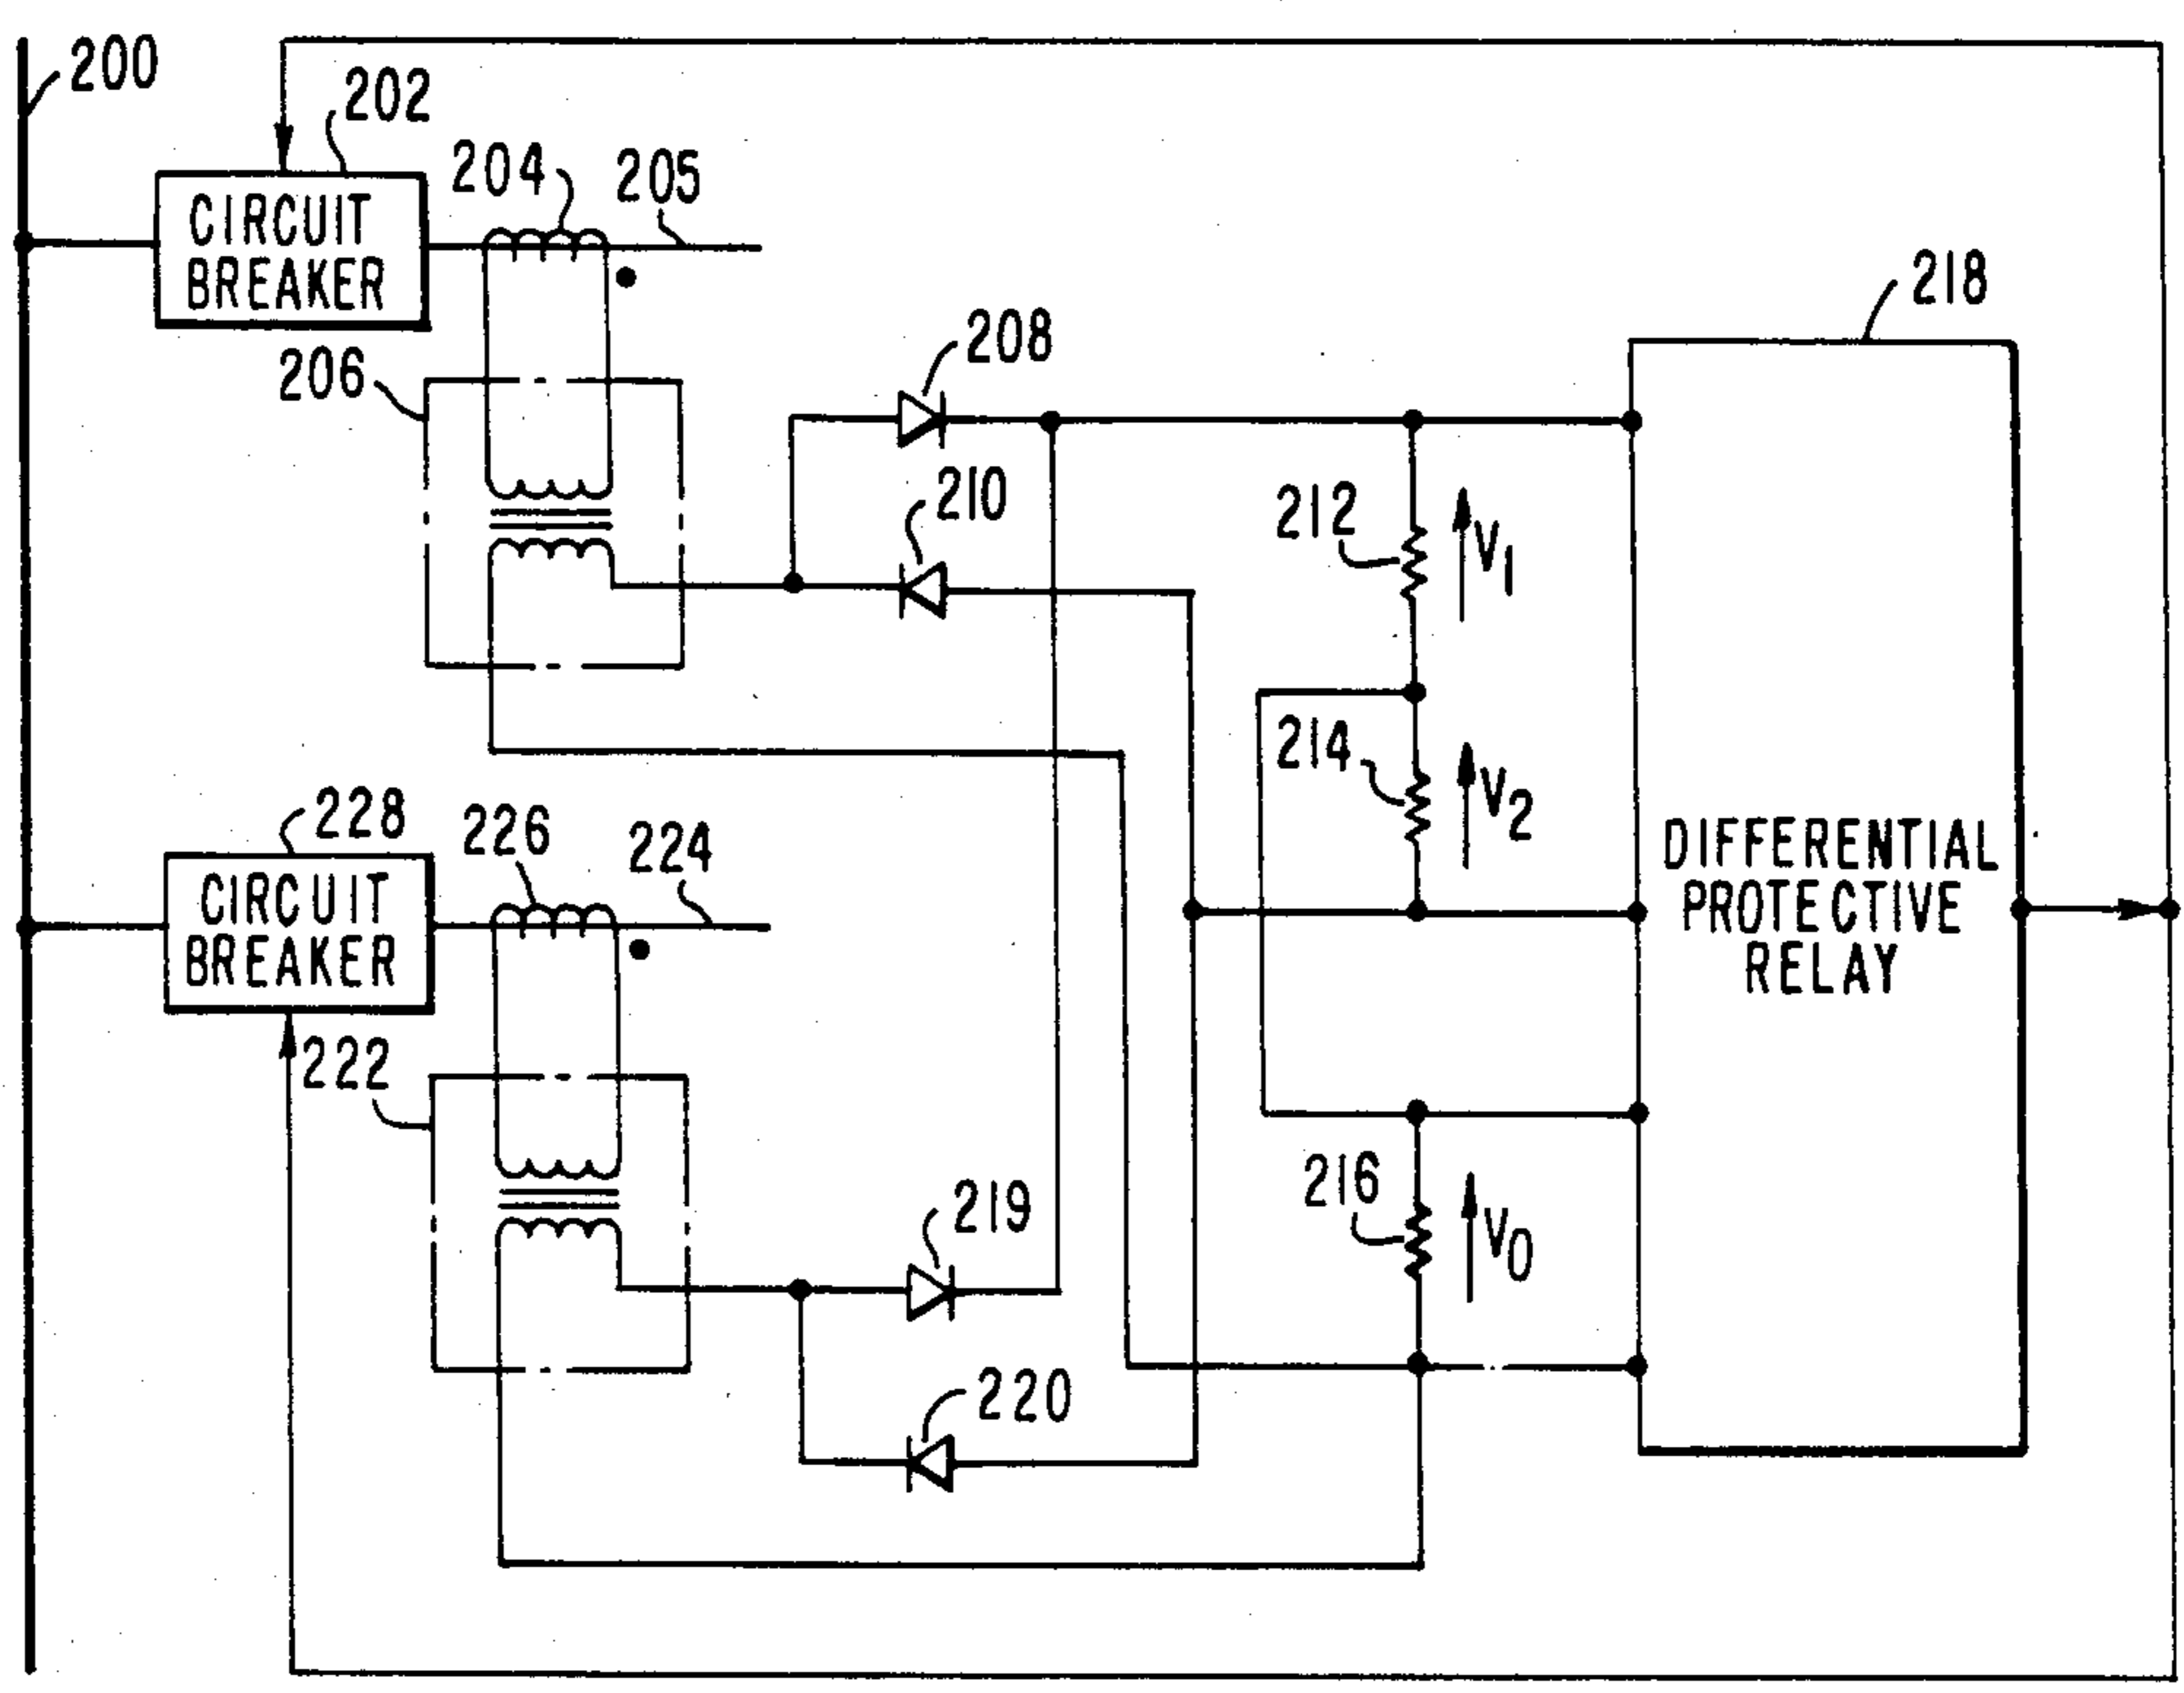 200
202
204
205
CIRCUIT
BREAKER
206
208
218
210
212
V1
214
V2
228
226
224
CIRCUIT
BREAKER
DIFFERENTIAL
PROTECTIVE
RELAY
222
216
V0
219
220